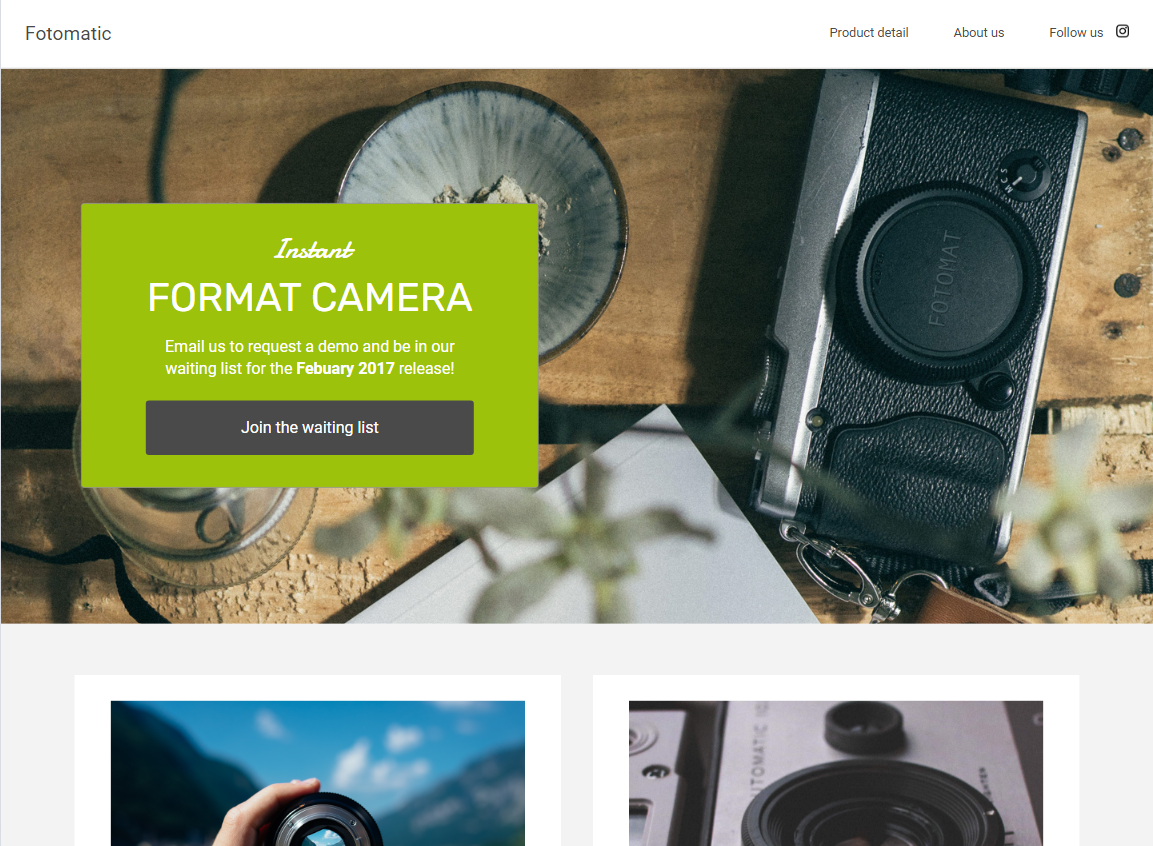 Fotomatic
Product detail About us Follow us
Instant
FORMAT CAMERA
Email us to request a demo and be in our
waiting list for the Febuary 2017 release!
Join the waiting list
FOTOMAT